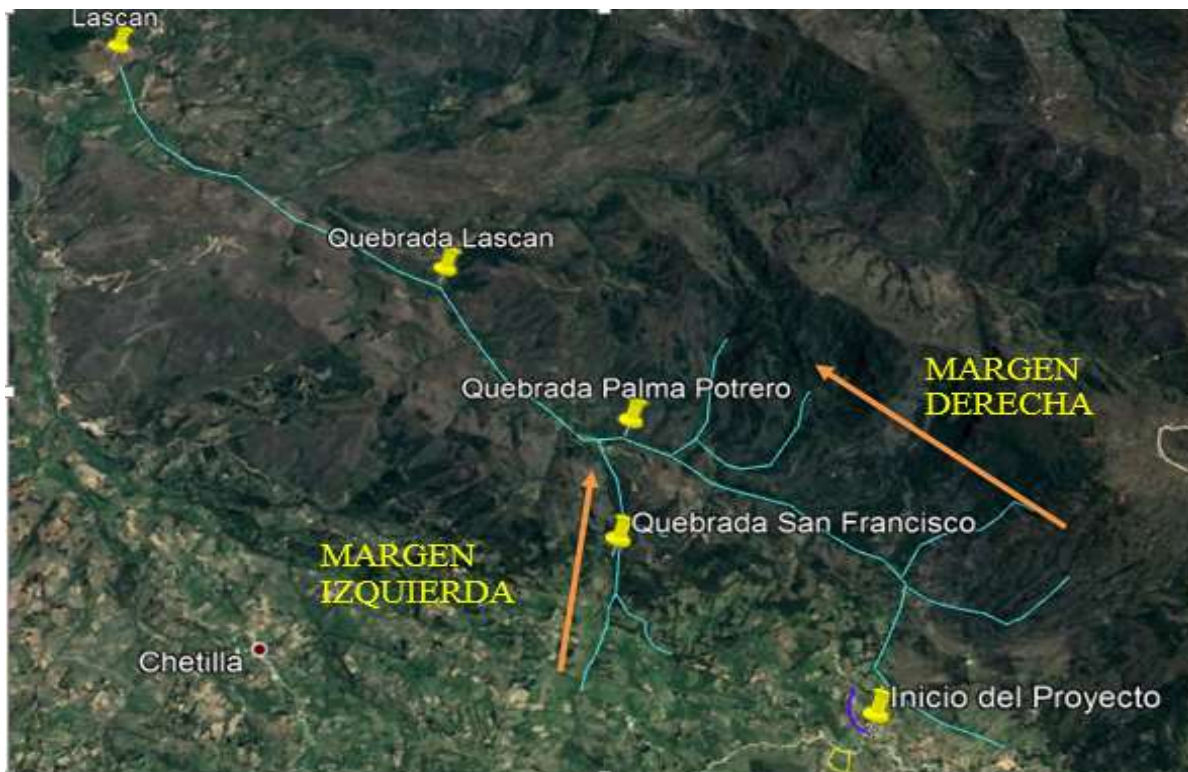 Lascan
Quebrada Lascan
Quebrada Palma Potrero
MARGEN
DERECHA
Quebrada San Francisco
MARGEN
IZQUIERDA
Chetilla
Inicio del Proyecto